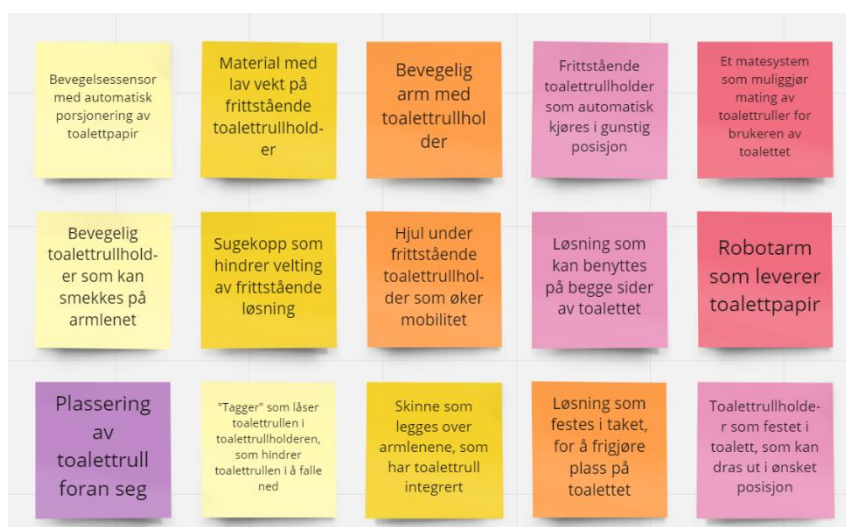 Bevegelsessensor
med automatisk
porsjonering av
toalettpapir
Material med
lav vekt på
frittstående
toalettrullhold-
er
Bevegelig
arm med
toalettrullhol
der
Frittstående
toalettrullholder
som automatisk
kjøres i gunstig
posisjon
Et matesystem
som muliggjør
mating av
toalettruller for
brukeren av
toalettet
Bevegelig
toalettrullhold-
er som kan
smekkes på
armlenet
Sugekopp som
hindrer velting
av frittstående
løsning
Hjul under
frittstående
toalettrullhol-
der som øker
mobilitet
Løsning som
kan benyttes
på begge sider
av toalettet
Robotarm
som leverer
toalettpapir
Plassering
av
toalettrull
foran seg
"Tagger" som låser
toalettrullen i
toalettrullholderen,
som hindrer
toalettrullen i å falle
ned
Skinne som
legges over
armlenene, som
har toalettrull
integrert
Løsning som
festes i taket,
for å frigjøre
plass på
toalettet
Toalettrullholde-
r som festet i
toalett, som kan
dras ut i ønsket
posisjon